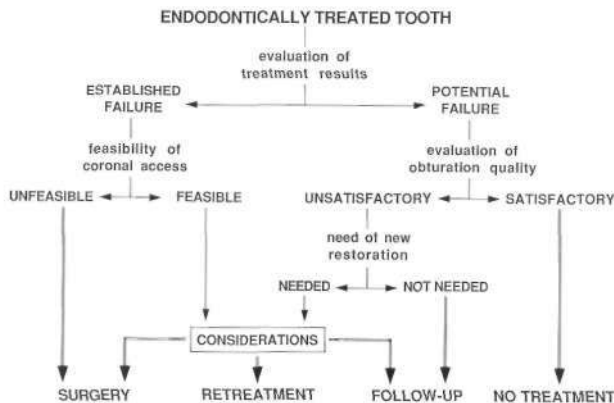 ENDODONTICALLY TREATED TOOTH
evaluation of
treatment results
ESTABLISHED
FAILURE
POTENTIAL
FAILURE
feasibility of
coronal access
evaluation of
obturation quality
UNFEASIBLE
FEASIBLE
UNSATISFACTORY
SATISFACTORY
need of new
restoration
NEEDED
NOT NEEDED
CONSIDERATIONS
SURGERY
RETREATMENT
FOLLOW-UP
NO TREATMENT